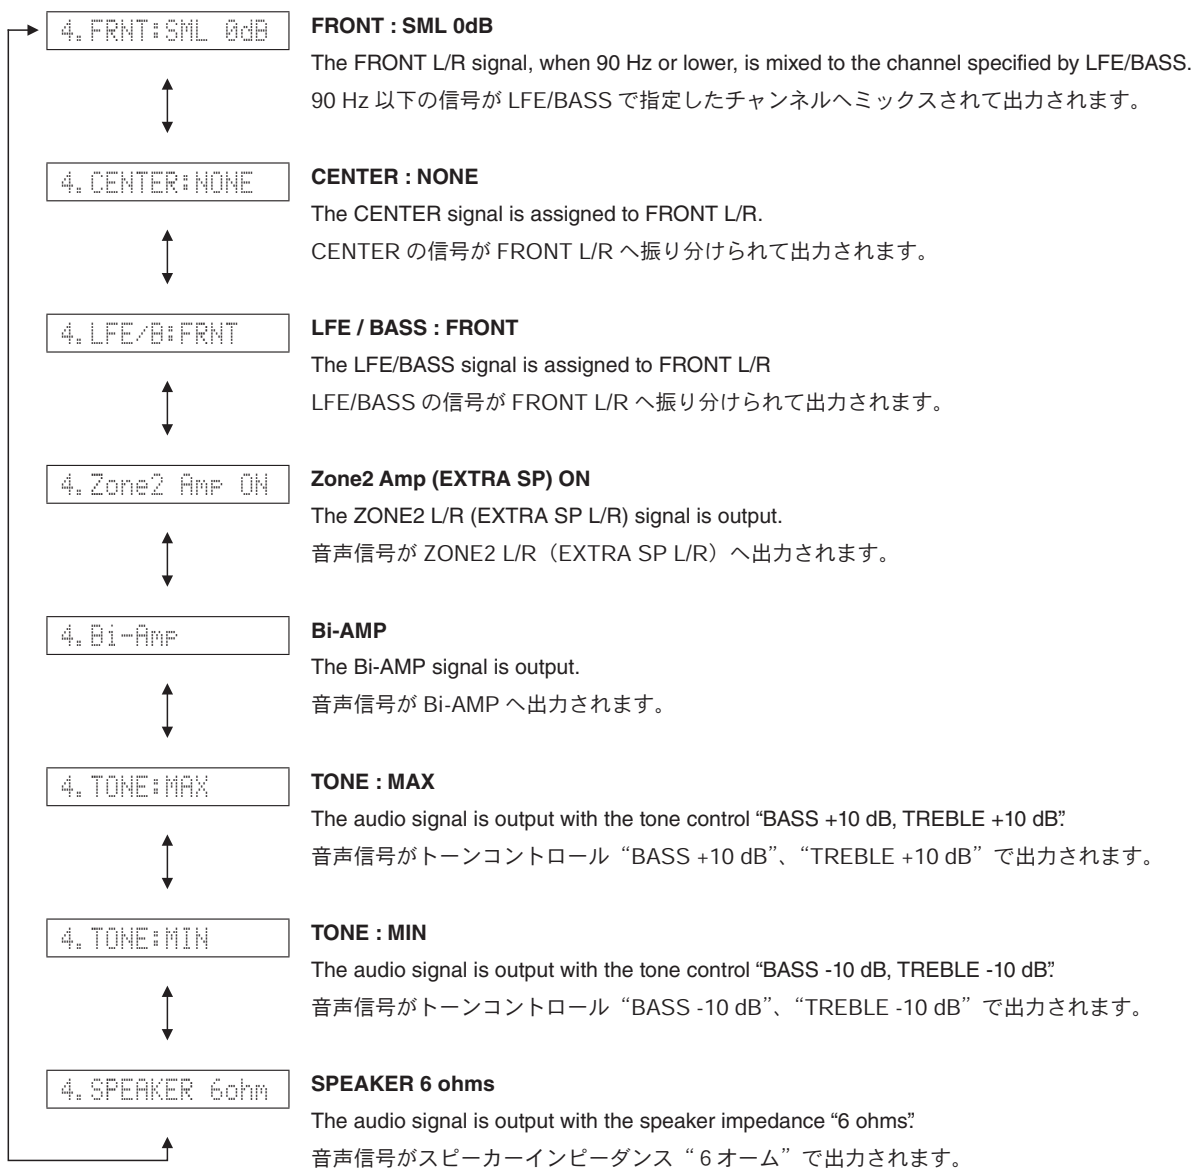 4.FRNT:SML 0dB
FRONT : SML 0dB
The FRONT L/R signal, when 90 Hz or lower, is mixed to the channel specified by LFE/BASS.
90 Hz 以下の信号が LFE/BASS で指定したチャンネルへミックスされて出力されます。
4.CENTER:NONE
CENTER : NONE
The CENTER signal is assigned to FRONT L/R.
CENTER の信号が FRONT L/R へ振り分けられて出力されます。
4.LFE/B:FRNT
LFE / BASS : FRONT
The LFE/BASS signal is assigned to FRONT L/R
LFE/BASS の信号が FRONT L/R へ振り分けられて出力されます。
4.Zone2 Amp ON
Zone2 Amp (EXTRA SP) ON
The ZONE2 L/R (EXTRA SP L/R) signal is output.
音声信号が ZONE2 L/R（EXTRA SP L/R）へ出力されます。
4.Bi-Amp
Bi-AMP
The Bi-AMP signal is output.
音声信号が Bi-AMP へ出力されます。
4.TONE:MAX
TONE : MAX
The audio signal is output with the tone control “BASS +10 dB, TREBLE +10 dB”.
音声信号がトーンコントロール“BASS +10 dB”、“TREBLE +10 dB”で出力されます。
4.TONE:MIN
TONE : MIN
The audio signal is output with the tone control “BASS -10 dB, TREBLE -10 dB”.
音声信号がトーンコントロール“BASS -10 dB”、“TREBLE -10 dB”で出力されます。
4.SPEAKER 6ohm
SPEAKER 6 ohms
The audio signal is output with the speaker impedance “6 ohms”.
音声信号がスピーカーインピーダンス“6 オーム”で出力されます。